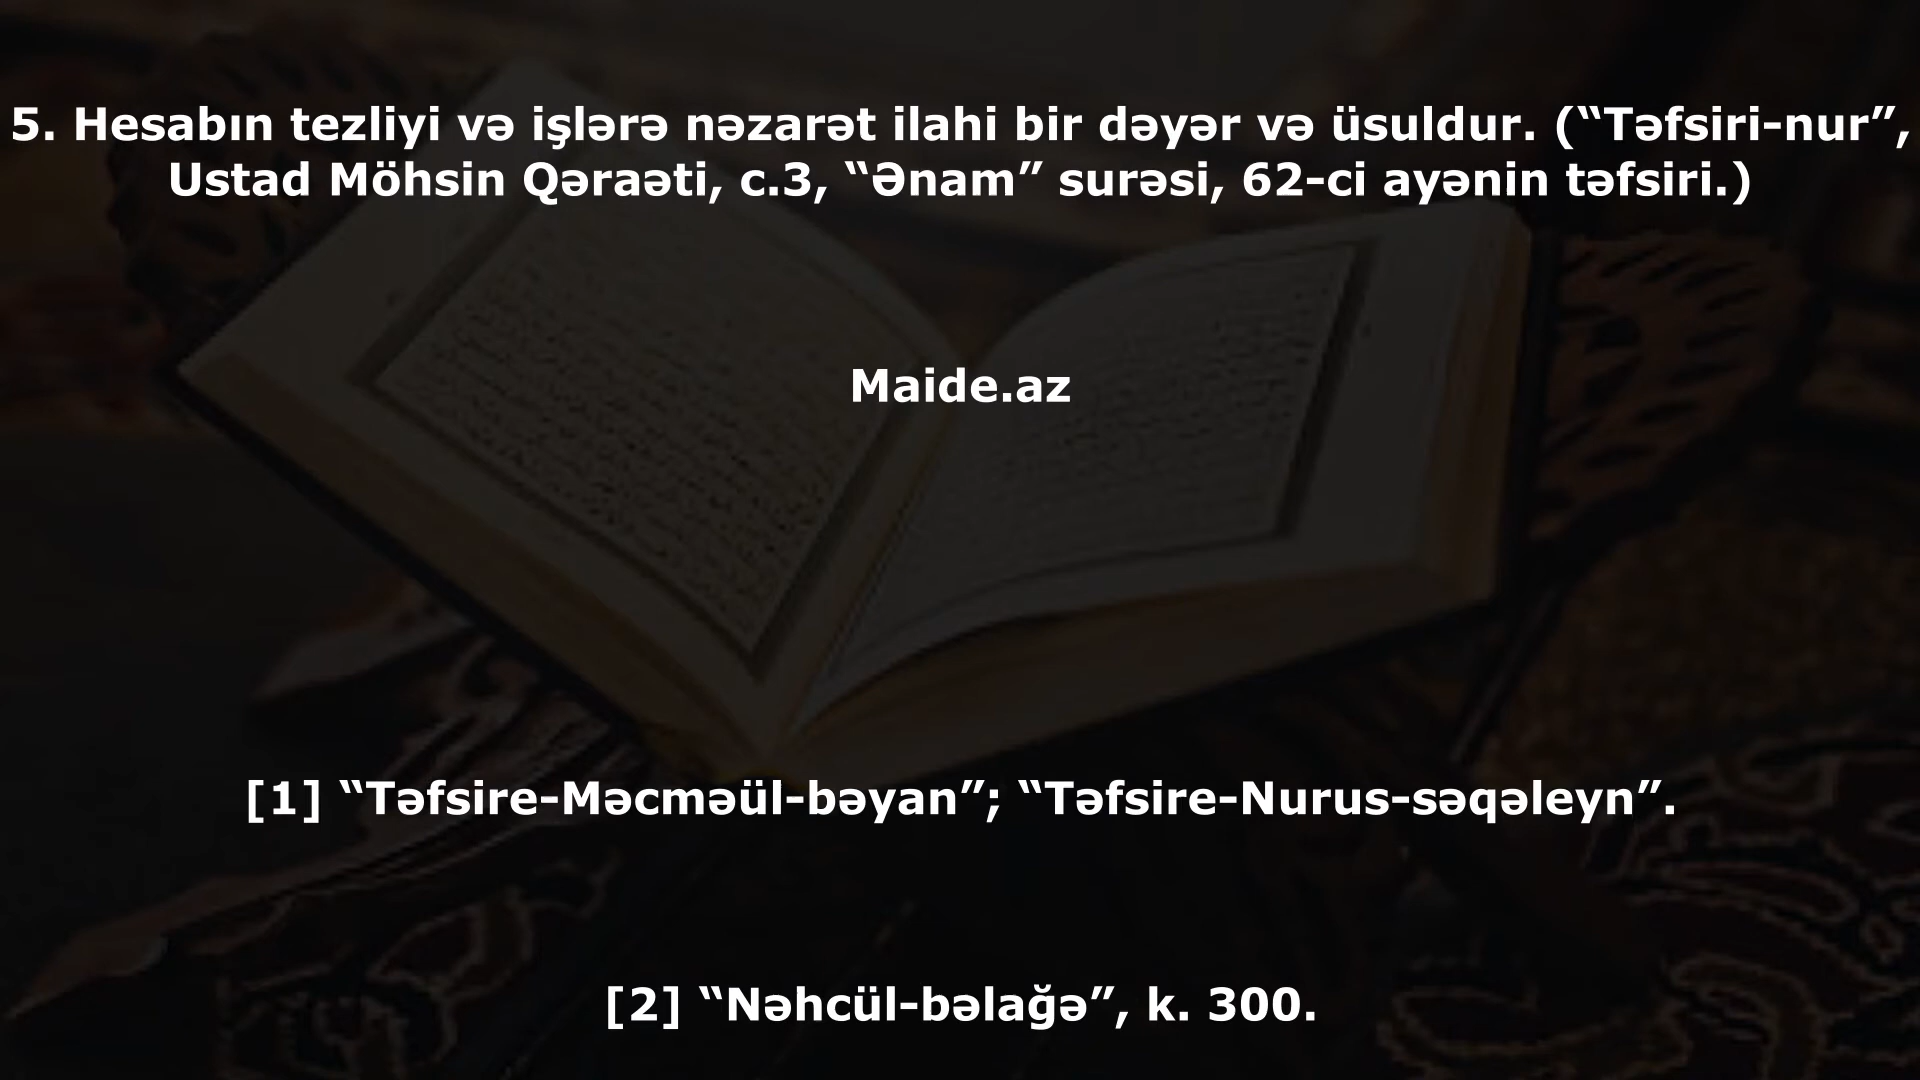 5. Hesabın tezliyi və işlərə nəzarət ilahi bir dəyər və üsuldur. (“Təfsiri-nur”,
Ustad Möhsin Qəraəti, c.3, “Ənam” surəsi, 62-ci ayənin təfsiri.)
Maide.az
[1] “Təfsire-Məcməül-bəyan”; “Təfsire-Nurus-səqəleyn”.
[2] “Nəhcül-bəlağə”, k. 300.